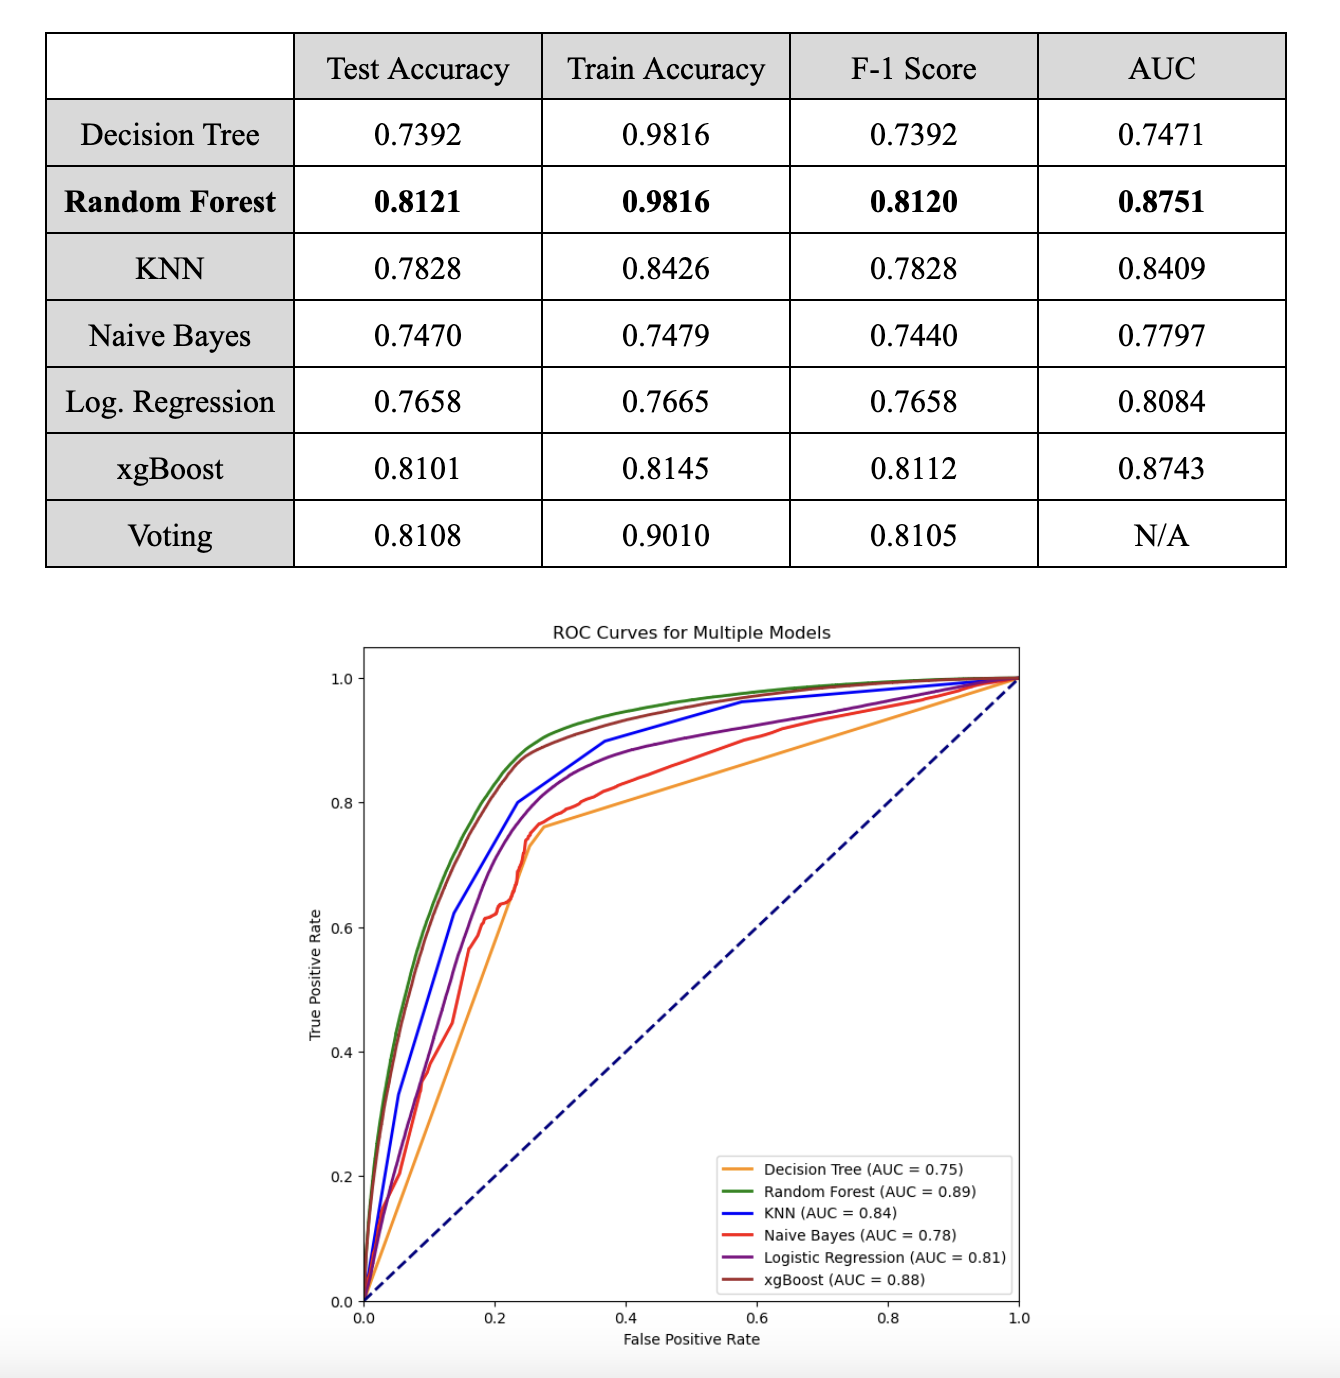 Test Accuracy Train Accuracy F-1 Score AUC
Decision Tree 0.7392 0.9816 0.7392 0.7471
Random Forest 0.8121 0.9816 0.8120 0.8751
KNN 0.7828 0.8426 0.7828 0.8409
Naive Bayes 0.7470 0.7479 0.7440 0.7797
Log. Regression 0.7658 0.7665 0.7658 0.8084
xgBoost 0.8101 0.8145 0.8112 0.8743
Voting 0.8108 0.9010 0.8105 N/A
ROC Curves for Multiple Models
1.0
0.8
0.6
0.4
0.2
0.0
True Positive Rate
Decision Tree (AUC = 0.75)
Random Forest (AUC = 0.89)
KNN (AUC = 0.84)
Naive Bayes (AUC = 0.78)
Logistic Regression (AUC = 0.81)
xgBoost (AUC = 0.88)
0.0 0.2 0.4 0.6 0.8 1.0
False Positive Rate